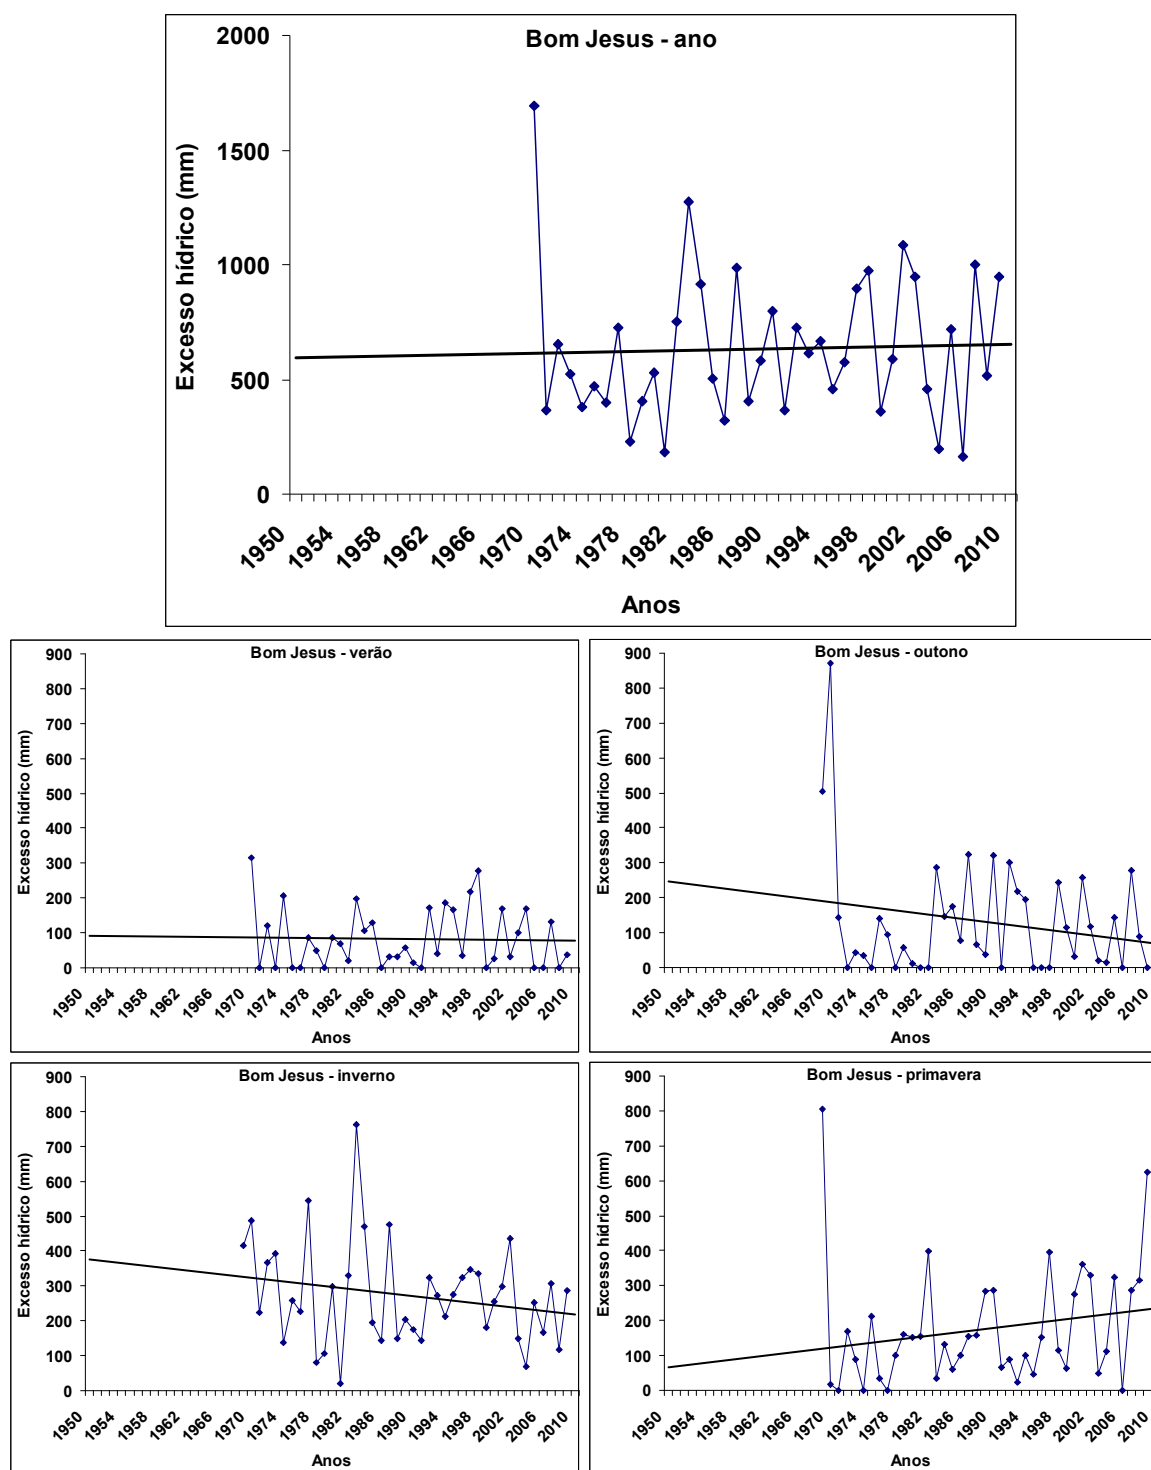 Bom Jesus - ano
Excesso hídrico (mm)
2000
1500
1000
500
0
1950 1954 1958 1962 1966 1970 1974 1978 1982 1986 1990 1994 1998 2002 2006 2010
Anos
Bom Jesus - verão
Excesso hídrico (mm)
900
800
700
600
500
400
300
200
100
0
1950 1954 1958 1962 1966 1970 1974 1978 1982 1986 1990 1994 1998 2002 2006 2010
Anos
Bom Jesus - outono
Excesso hídrico (mm)
900
800
700
600
500
400
300
200
100
0
1950 1954 1958 1962 1966 1970 1974 1978 1982 1986 1990 1994 1998 2002 2006 2010
Anos
Bom Jesus - inverno
Excesso hídrico (mm)
900
800
700
600
500
400
300
200
100
0
1950 1954 1958 1962 1966 1970 1974 1978 1982 1986 1990 1994 1998 2002 2006 2010
Anos
Bom Jesus - primavera
Excesso hídrico (mm)
900
800
700
600
500
400
300
200
100
0
1950 1954 1958 1962 1966 1970 1974 1978 1982 1986 1990 1994 1998 2002 2006 2010
Anos